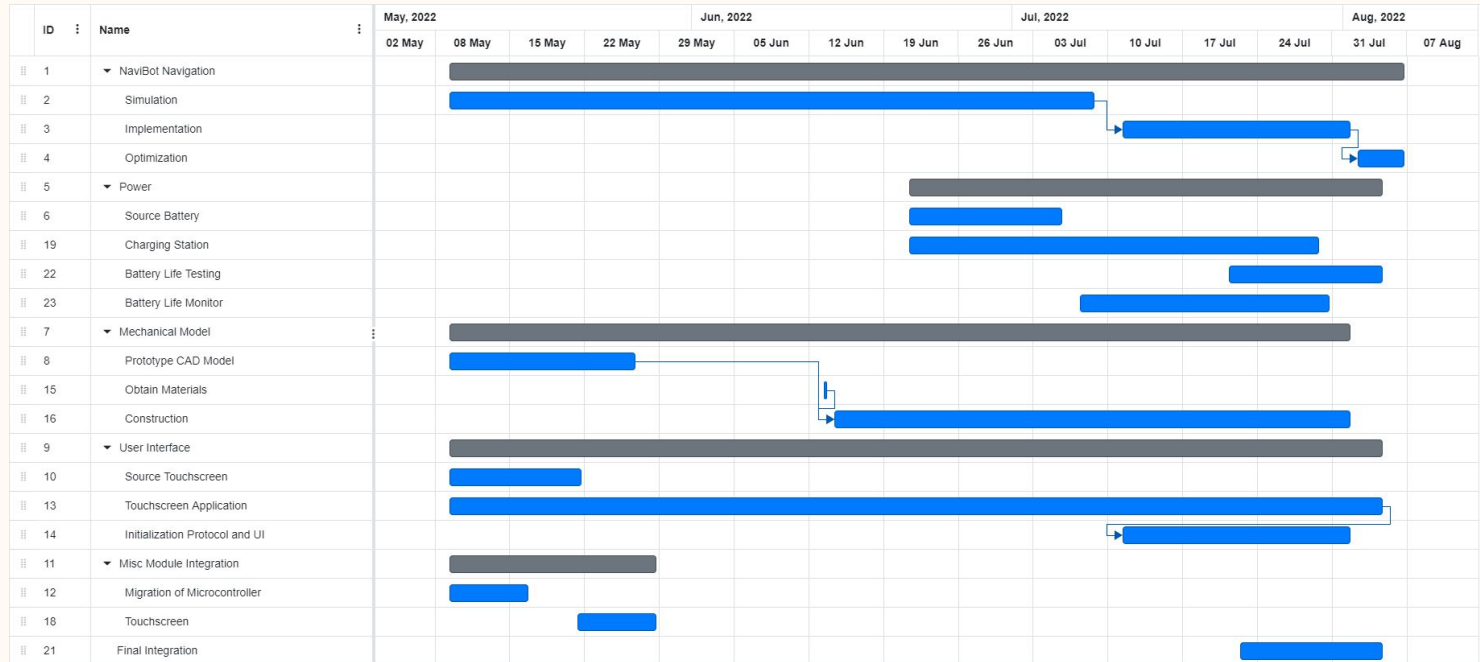 May, 2022 Jun, 2022 Jul, 2022 Aug, 2022
ID Name
02 May 08 May 15 May 22 May 29 May 05 Jun 12 Jun 19 Jun 26 Jun 03 Jul 10 Jul 17 Jul 24 Jul 31 Jul 07 Aug
1 NaviBot Navigation
2 Simulation
3 Implementation
4 Optimization
5 Power
6 Source Battery
19 Charging Station
22 Battery Life Testing
23 Battery Life Monitor
7 Mechanical Model
8 Prototype CAD Model
15 Obtain Materials
16 Construction
9 User Interface
10 Source Touchscreen
13 Touchscreen Application
14 Initialization Protocol and UI
11 Misc Module Integration
12 Migration of Microcontroller
18 Touchscreen
21 Final Integration